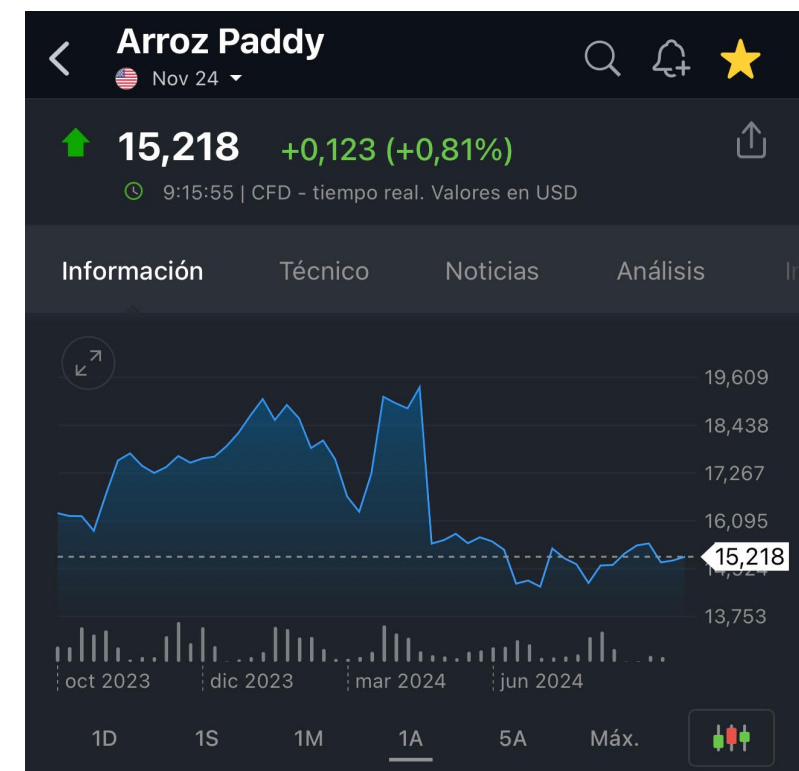 Arroz Paddy
Nov 24
15,218 +0,123 (+0,81%)
9:15:55 | CFD - tiempo real. Valores en USD
Información Técnico Noticias Análisis
19,609
18,438
17,267
16,095
15,218
13,753
oct 2023 dic 2023 mar 2024 jun 2024
1D 1S 1M 1A 5A Máx.